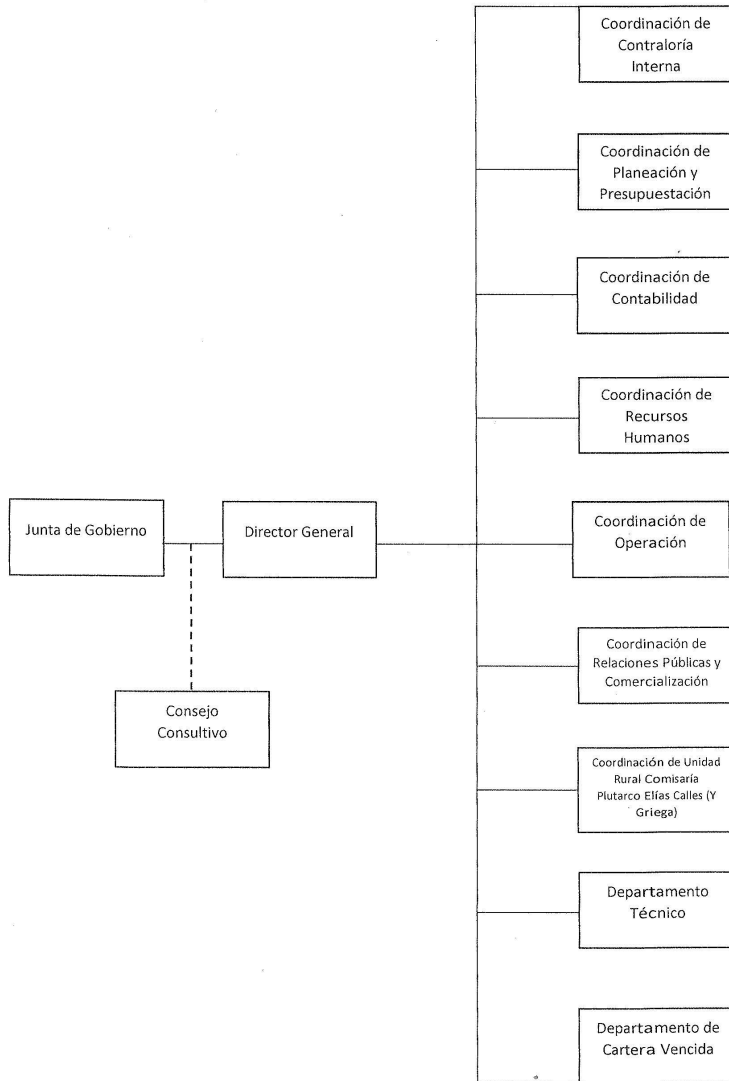 Coordinación de
Contraloría
Interna
Coordinación de
Planeación y
Presupuestación
Coordinación de
Contabilidad
Coordinación de
Recursos
Humanos
Junta de Gobierno
Director General
Coordinación de
Operación
Coordinación de
Relaciones Públicas y
Comercialización
Consejo
Consultivo
Coordinación de Unidad
Rural Comisaría
Plutarco Elías Calles (Y
Griega)
Departamento
Técnico
Departamento de
Cartera Vencida